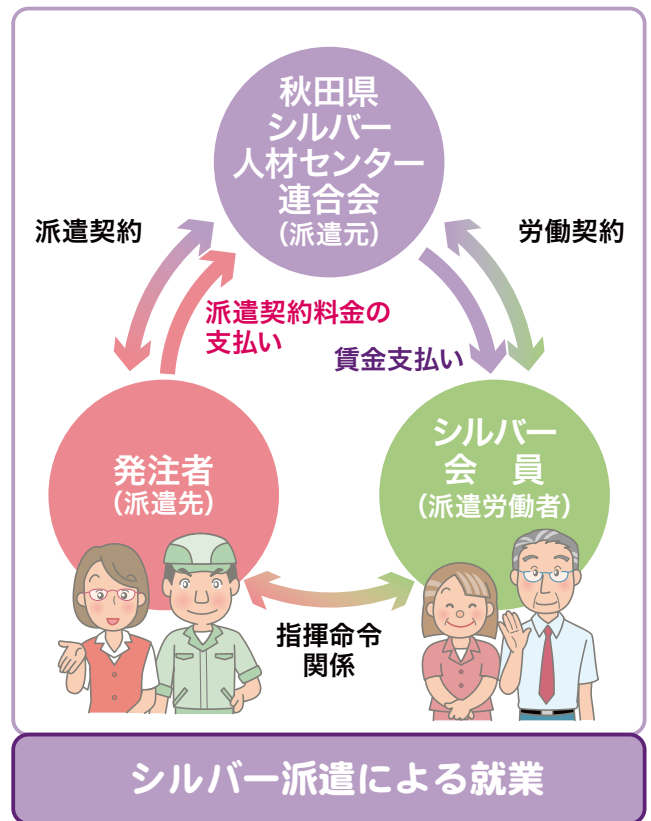 秋田県
シルバー
人材センター
連合会
(派遣元)
派遣契約
労働契約
派遣契約料金の
支払い
賃金支払い
発注者
(派遣先)
シルバー
会　員
(派遣労働者)
指揮命令
関係
シルバー派遣による就業